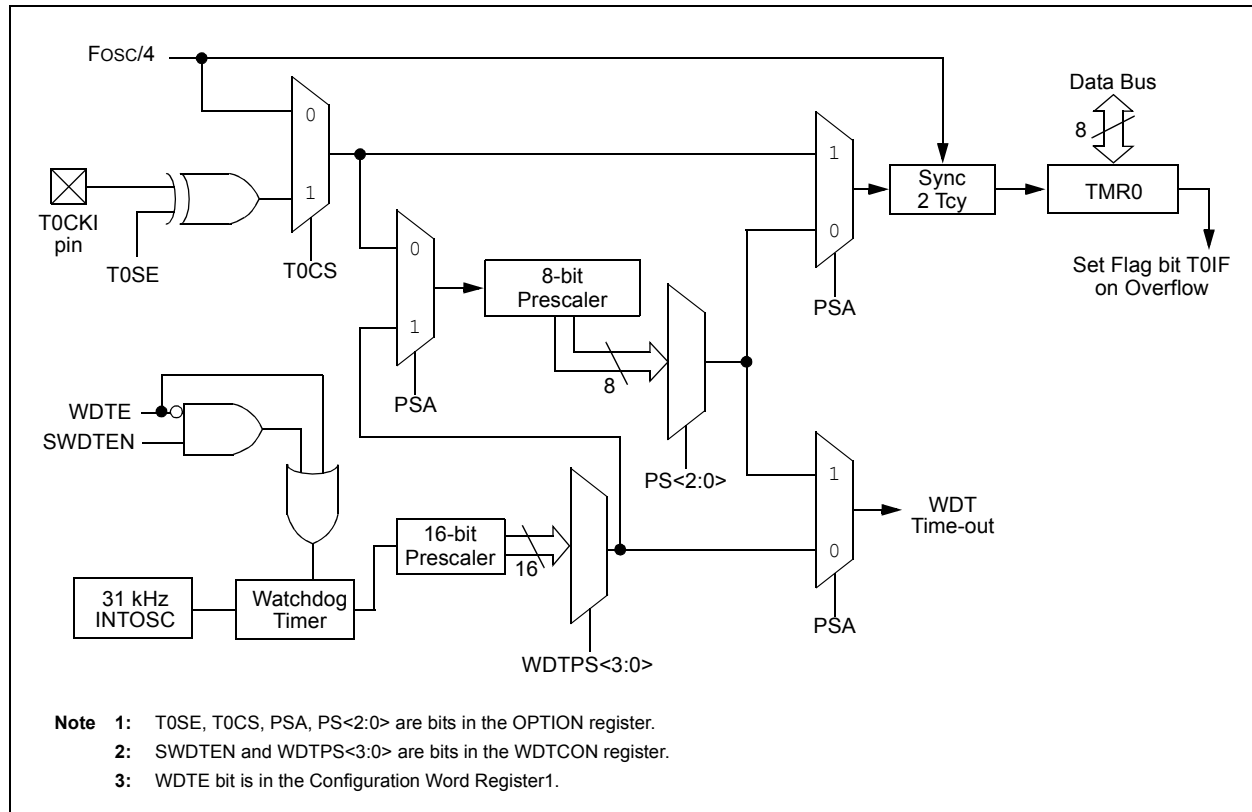 FOSC/4
Data Bus
8
0
1
T0CKI
pin
T0SE
T0CS
1
0
PSA
Sync
2 TCY
TMR0
Set Flag bit T0IF
on Overflow
0
1
PSA
8-bit
Prescaler
8
PS<2:0>
WDTE
SWDTEN
1
0
PSA
WDT
Time-out
16-bit
Prescaler
16
31 kHz
INTOSC
Watchdog
Timer
WDTPS<3:0>
Note 1: T0SE, T0CS, PSA, PS<2:0> are bits in the OPTION register.
2: SWDTEN and WDTPS<3:0> are bits in the WDTCON register.
3: WDTE bit is in the Configuration Word Register1.